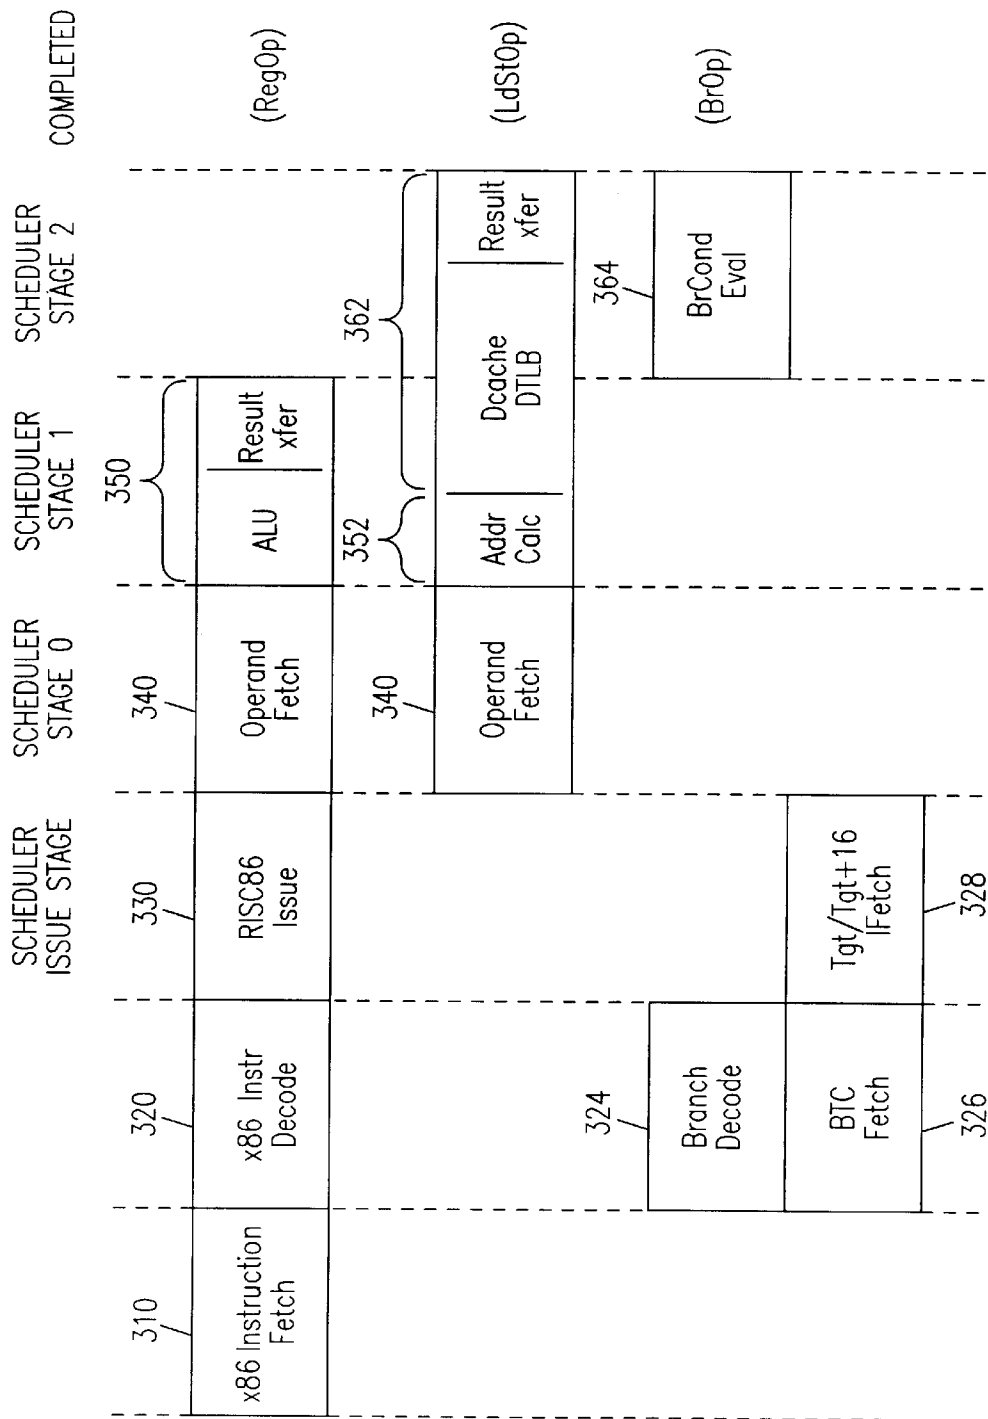 SCHEDULER
ISSUE STAGE
SCHEDULER
STAGE 0
SCHEDULER
STAGE 1
SCHEDULER
STAGE 2
COMPLETED
310
320
330
340
350
x86 Instruction
Fetch
x86 Instr
Decode
RISC86
Issue
Operand
Fetch
ALU
Result
xfer
(RegOp)
340
352
362
Operand
Fetch
Addr
Calc
Dcache
DTLB
Result
xfer
(LdStOp)
324
364
Branch
Decode
BrCond
Eval
(BrOp)
BTC
Fetch
Tgt/Tgt+16
IFetch
326
328